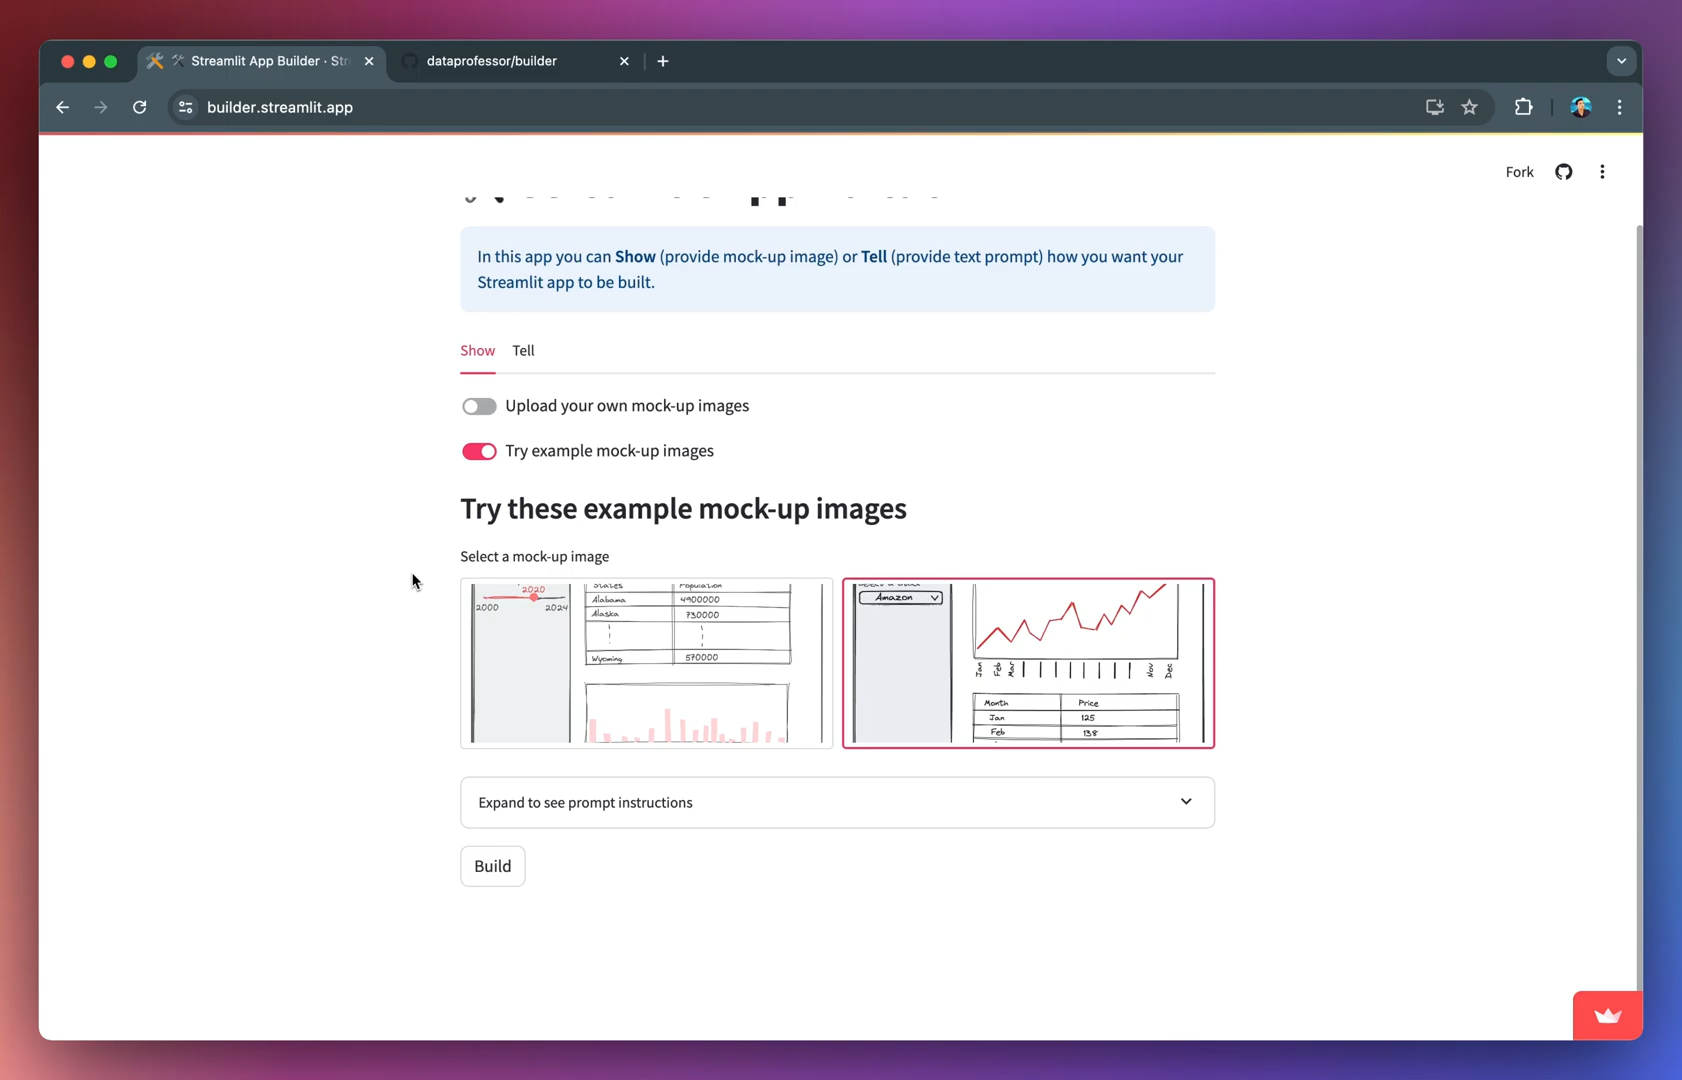 Streamlit App Builder · Str
dataprofessor/builder
builder.streamlit.app
Fork
In this app you can Show (provide mock-up image) or Tell (provide text prompt) how you want your
Streamlit app to be built.
Show Tell
Upload your own mock-up images
Try example mock-up images
Try these example mock-up images
Select a mock-up image
2020
2000 2024
States Population
Alabama 4900000
Alaska 730000
Wyoming 570000
Amazon
Jan Feb Mar Nov Dec
Month Price
Jan 125
Feb 138
Expand to see prompt instructions
Build